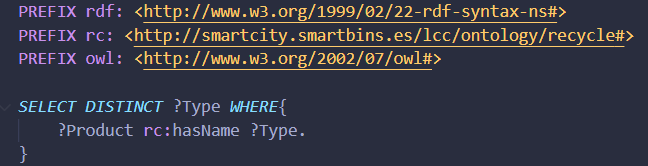 PREFIX rdf: <http://www.w3.org/1999/02/22-rdf-syntax-ns#>
PREFIX rc: <http://smartcity.smartbins.es/lcc/ontology/recycle#>
PREFIX owl: <http://www.w3.org/2002/07/owl#>

SELECT DISTINCT ?Type WHERE{
    ?Product rc:hasName ?Type.
}